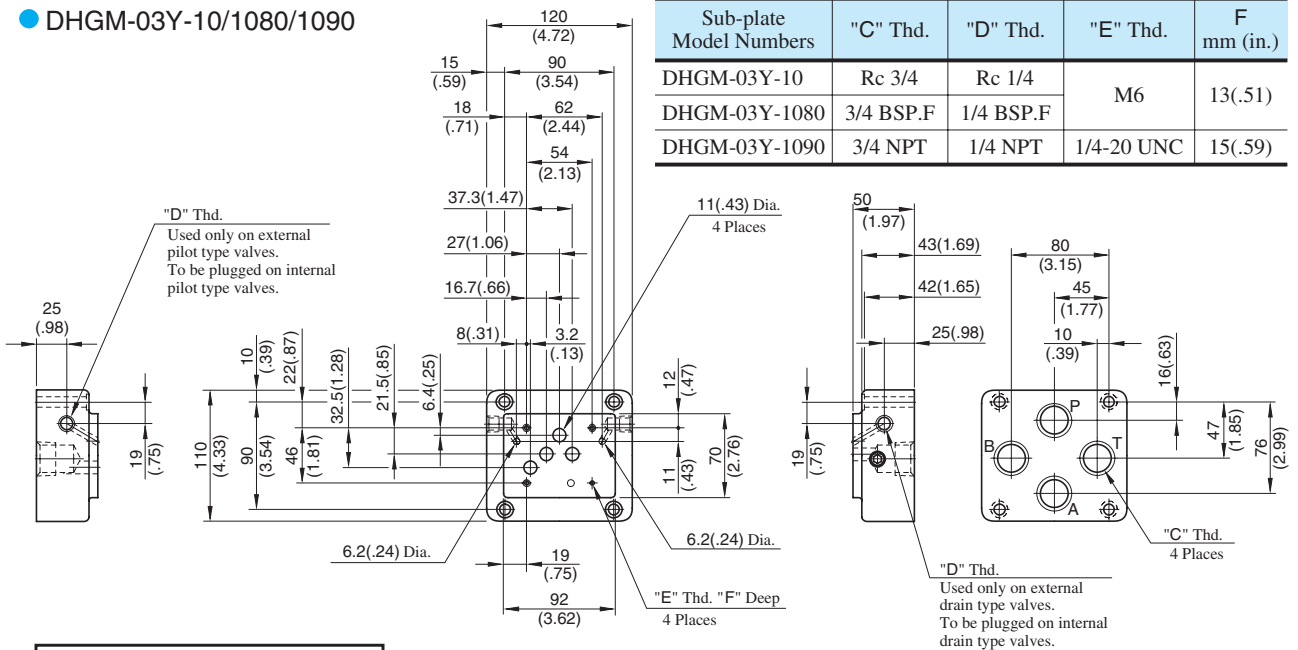 DHGM-03Y-10/1080/1090
Sub-plate Model Numbers "C" Thd. "D" Thd. "E" Thd. F mm (in.)
DHGM-03Y-10 Rc 3/4 Rc 1/4 M6 13(.51)
DHGM-03Y-1080 3/4 BSP.F 1/4 BSP.F
DHGM-03Y-1090 3/4 NPT 1/4 NPT 1/4-20 UNC 15(.59)
"D" Thd.
Used only on external
pilot type valves.
To be plugged on internal
pilot type valves.
25
(.98)
19
(.75)
120
(4.72)
15
(.59)
90
(3.54)
18
(.71)
62
(2.44)
54
(2.13)
37.3(1.47)
27(1.06)
16.7(.66)
8(.31)
3.2
(.13)
11(.43) Dia.
4 Places
10
(.39)
22(.87)
32.5(1.28)
21.5(.85)
6.4(.25)
110
(4.33)
90
(3.54)
46
(1.81)
12
(.47)
11
(.43)
70
(2.76)
6.2(.24) Dia.
6.2(.24) Dia.
19
(.75)
92
(3.62)
"E" Thd. "F" Deep
4 Places
50
(1.97)
43(1.69)
42(1.65)
25(.98)
19
(.75)
"D" Thd.
Used only on external
drain type valves.
To be plugged on internal
drain type valves.
80
(3.15)
45
(1.77)
10
(.39)
16(.63)
47
(1.85)
76
(2.99)
P
B
T
A
"C" Thd.
4 Places